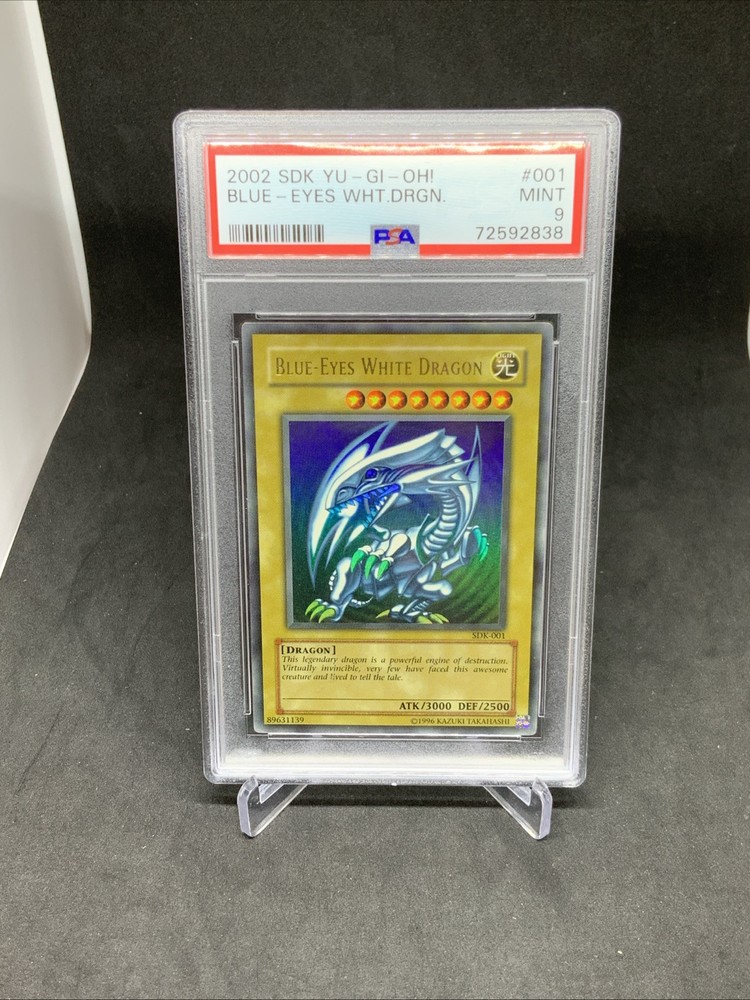 2002 SDK YU-GI-OH! #001
BLUE-EYES WHT.DRGN. MINT
9
PSA 72592838
BLUE-EYES WHITE DRAGON
LIGHT
光
SDK-001
[DRAGON]
This legendary dragon is a powerful engine of destruction.
Virtually invincible, very few have faced this awesome
creature and lived to tell the tale.
ATK/3000 DEF/2500
89631139 ©1996 KAZUKI TAKAHASHI